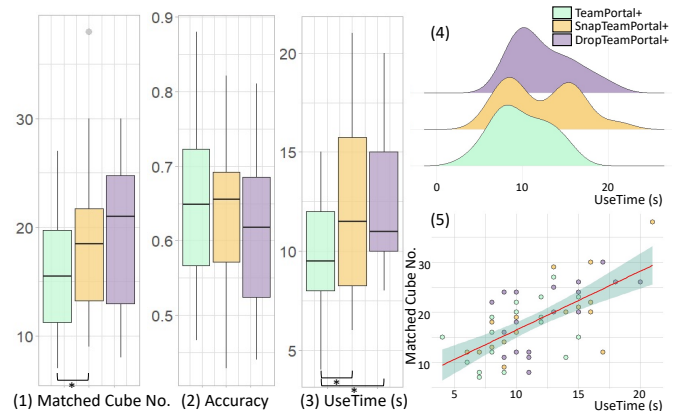 30
20
10
*
(1) Matched Cube No.
0.9
0.8
0.7
0.6
0.5
(2) Accuracy
20
15
10
5
*
*
(3) UseTime (s)
(4)
TeamPortal+
SnapTeamPortal+
DropTeamPortal+
0 10 20
UseTime (s)
(5)
Matched Cube No.
30
20
10
5 10 15 20
UseTime (s)